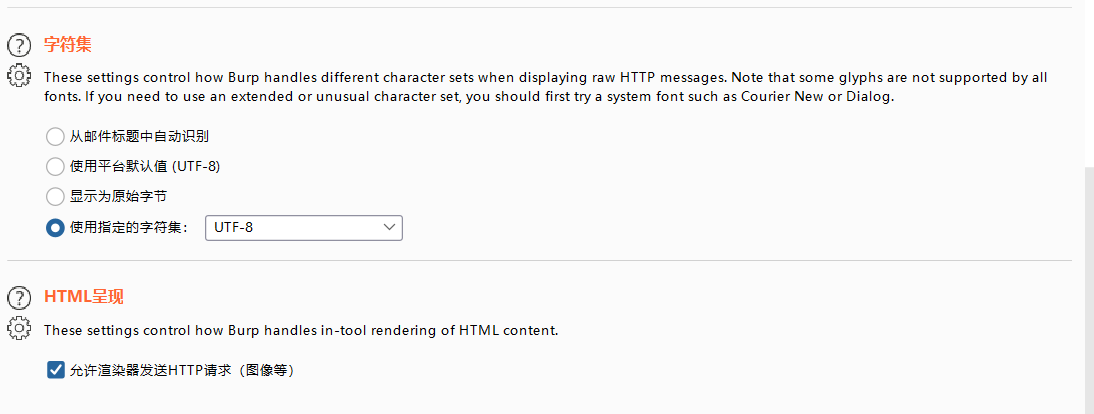 字符集
These settings control how Burp handles different character sets when displaying raw HTTP messages. Note that some glyphs are not supported by all
fonts. If you need to use an extended or unusual character set, you should first try a system font such as Courier New or Dialog.
从邮件标题中自动识别
使用平台默认值 (UTF-8)
显示为原始字节
使用指定的字符集： UTF-8
HTML呈现
These settings control how Burp handles in-tool rendering of HTML content.
允许渲染器发送HTTP请求（图像等）